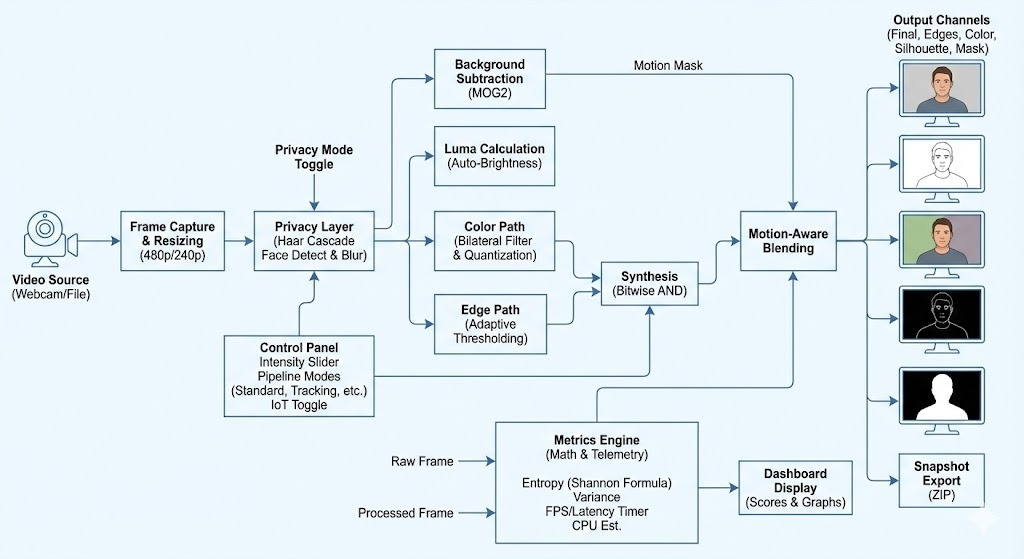 Output Channels
(Final, Edges, Color,
Silhouette, Mask)
Background
Subtraction
(MOG2)
Motion Mask
Luma Calculation
(Auto-Brightness)
Privacy Mode
Toggle
Video Source
(Webcam/File)
Frame Capture
& Resizing
(480p/240p)
Privacy Layer
(Haar Cascade
Face Detect & Blur)
Color Path
(Bilateral Filter
& Quantization)
Edge Path
(Adaptive
Thresholding)
Synthesis
(Bitwise AND)
Motion-Aware
Blending
Control Panel
Intensity Slider
Pipeline Modes
(Standard, Tracking, etc.)
IoT Toggle
Raw Frame
Processed Frame
Metrics Engine
(Math & Telemetry)
Entropy (Shannon Formula)
Variance
FPS/Latency Timer
CPU Est.
Dashboard
Display
(Scores & Graphs)
Snapshot
Export
(ZIP)